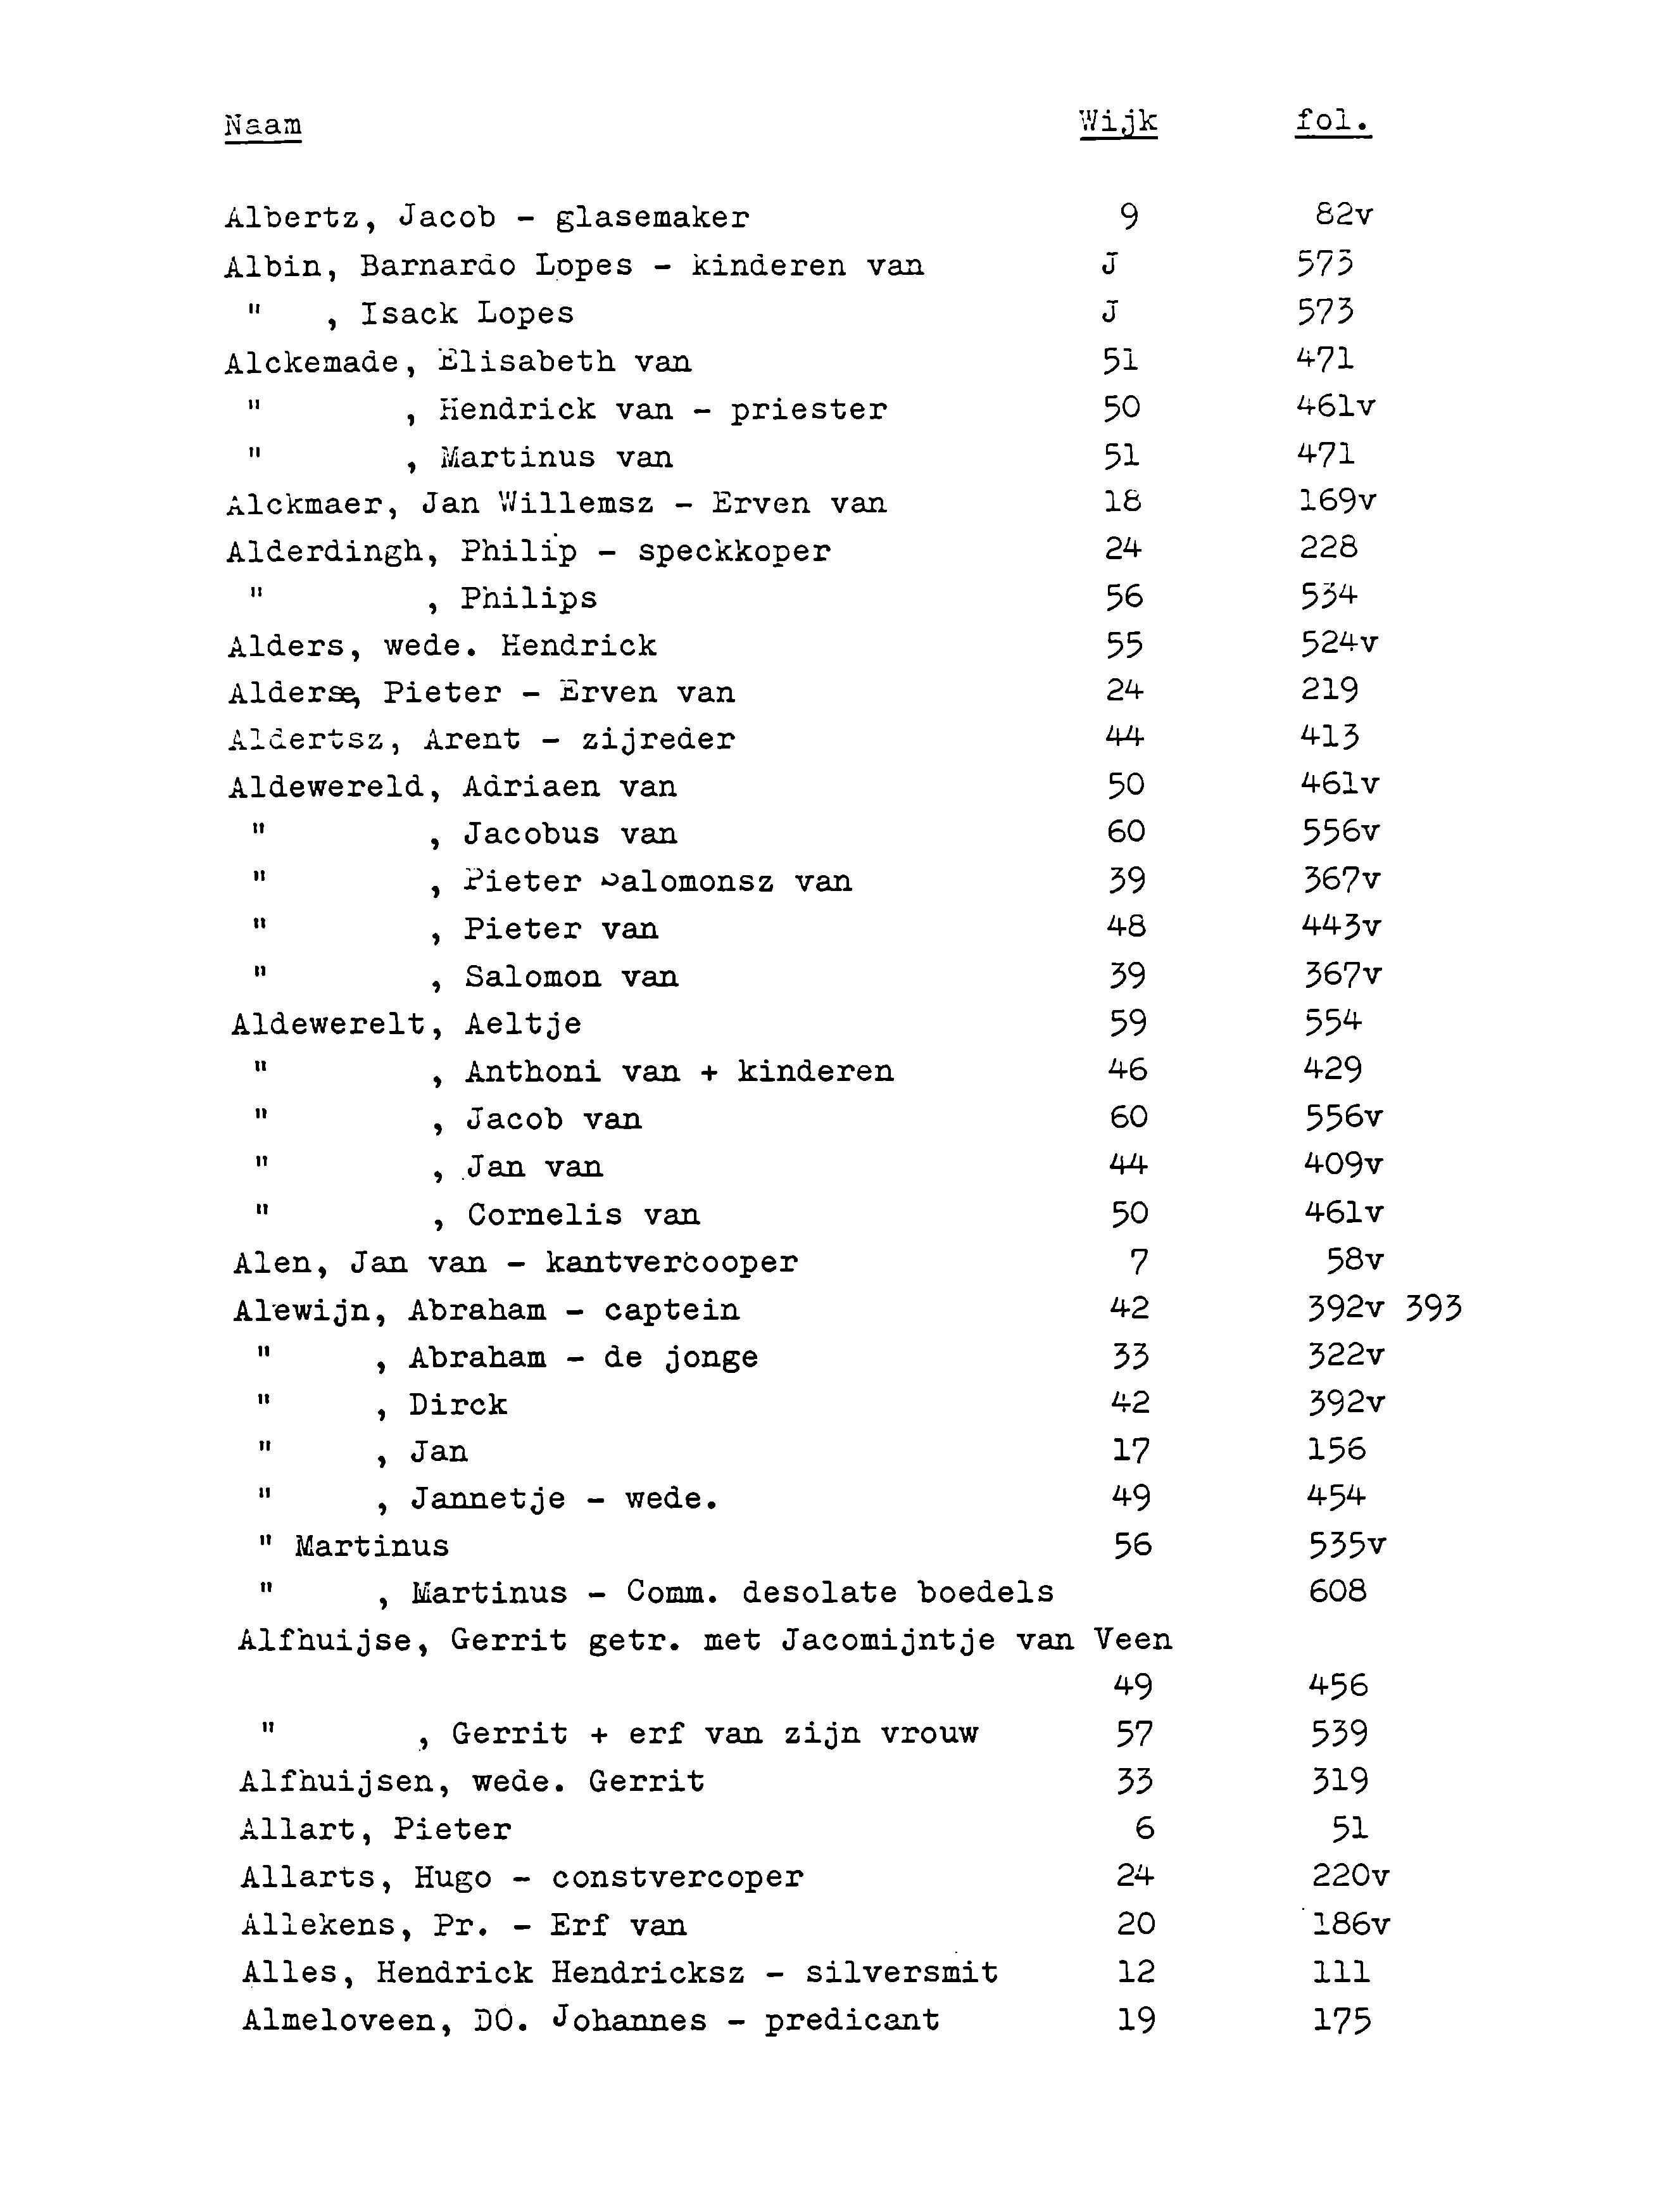 Naam Wijk fol.
Albertz, Jacob - glasemaker 9 82v
Albin, Barnardo Lopes - kinderen van J 573
" , Isack Lopes J 573
Alckemade, Elisabeth van 51 471
" , Hendrick van - priester 50 461v
" , Martinus van 51 471
Alckmaer, Jan Willemsz - Erven van 18 169v
Alderdingh, Philip - speckkoper 24 228
" , Philips 56 534
Alders, wede. Hendrick 55 524v
Alderse, Pieter - Erven van 24 219
Aldertsz, Arent - zijreder 44 413
Aldewereld, Adriaen van 50 461v
" , Jacobus van 60 556v
" , Pieter Salomonsz van 39 367v
" , Pieter van 48 443v
" , Salomon van 39 367v
Aldewerelt, Aeltje 59 554
" , Anthoni van + kinderen 46 429
" , Jacob van 60 556v
" , Jan van 44 409v
" , Cornelis van 50 461v
Alen, Jan van - kantvercooper 7 58v
Alewijn, Abraham - captein 42 392v 393
" , Abraham - de jonge 33 322v
" , Dirck 42 392v
" , Jan 17 156
" , Jannetje - wede. 49 454
" Martinus 56 535v
" , Martinus - Comm. desolate boedels 608
Alfhuijse, Gerrit getr. met Jacomijntje van Veen
49 456
" , Gerrit + erf van zijn vrouw 57 539
Alfhuijsen, wede. Gerrit 33 319
Allart, Pieter 6 51
Allarts, Hugo - constvercoper 24 220v
Allekens, Pr. - Erf van 20 186v
Alles, Hendrick Hendricksz - silversmit 12 111
Almeloveen, DO. Johannes - predicant 19 175